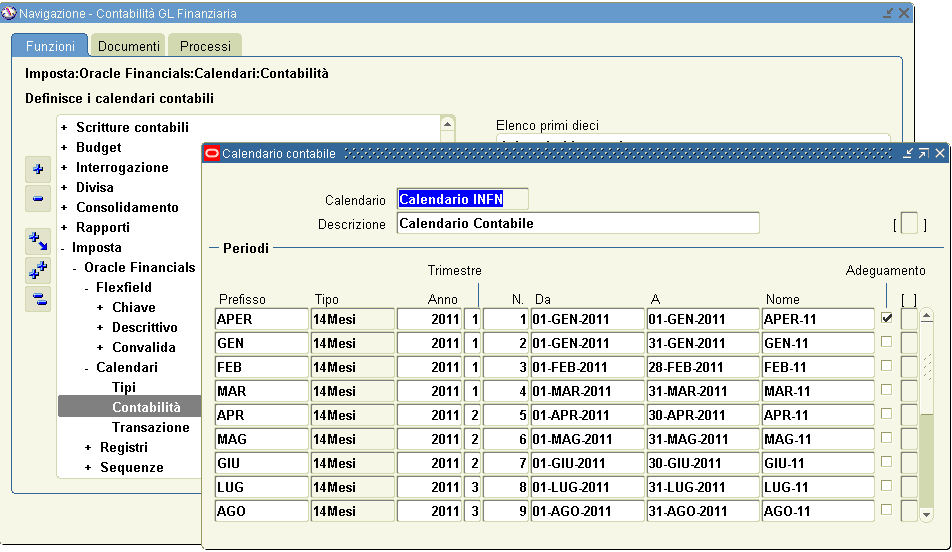 Navigazione - Contabilità GL Finanziaria
Funzioni Documenti Processi
Imposta:Oracle Financials:Calendari:Contabilità
Definisce i calendari contabili
Elenco primi dieci
+ Scritture contabili
+ Budget
+ Interrogazione
+ Divisa
+ Consolidamento
+ Rapporti
- Imposta
- Oracle Financials
- Flexfield
+ Chiave
+ Descrittivo
+ Convalida
- Calendari
Tipi
Contabilità
Transazione
+ Registri
+ Sequenze
Calendario contabile
Calendario Calendario INFN
Descrizione Calendario Contabile [ ]
Periodi
Trimestre Adeguamento
Prefisso Tipo Anno N. Da A Nome [ ]
APER 14Mesi 2011 1 1 01-GEN-2011 01-GEN-2011 APER-11
GEN 14Mesi 2011 1 2 01-GEN-2011 31-GEN-2011 GEN-11
FEB 14Mesi 2011 1 3 01-FEB-2011 28-FEB-2011 FEB-11
MAR 14Mesi 2011 1 4 01-MAR-2011 31-MAR-2011 MAR-11
APR 14Mesi 2011 2 5 01-APR-2011 30-APR-2011 APR-11
MAG 14Mesi 2011 2 6 01-MAG-2011 31-MAG-2011 MAG-11
GIU 14Mesi 2011 2 7 01-GIU-2011 30-GIU-2011 GIU-11
LUG 14Mesi 2011 3 8 01-LUG-2011 31-LUG-2011 LUG-11
AGO 14Mesi 2011 3 9 01-AGO-2011 31-AGO-2011 AGO-11